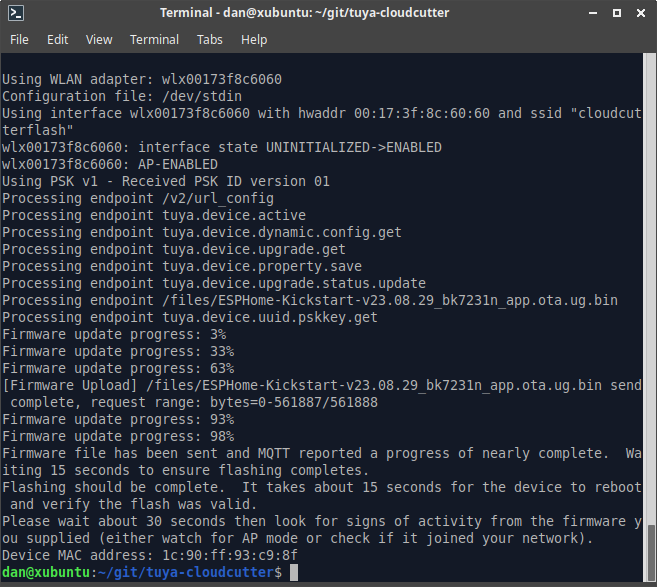 Terminal - dan@xubuntu: ~/git/tuya-cloudcutter
File Edit View Terminal Tabs Help
Using WLAN adapter: wlx00173f8c6060
Configuration file: /dev/stdin
Using interface wlx00173f8c6060 with hwaddr 00:17:3f:8c:60:60 and ssid "cloudcut
terflash"
wlx00173f8c6060: interface state UNINITIALIZED->ENABLED
wlx00173f8c6060: AP-ENABLED
Using PSK v1 - Received PSK ID version 01
Processing endpoint /v2/url_config
Processing endpoint tuya.device.active
Processing endpoint tuya.device.dynamic.config.get
Processing endpoint tuya.device.upgrade.get
Processing endpoint tuya.device.property.save
Processing endpoint tuya.device.upgrade.status.update
Processing endpoint /files/ESPHome-Kickstart-v23.08.29_bk7231n_app.ota.ug.bin
Processing endpoint tuya.device.uuid.pskkey.get
Firmware update progress: 3%
Firmware update progress: 33%
Firmware update progress: 63%
[Firmware Upload] /files/ESPHome-Kickstart-v23.08.29_bk7231n_app.ota.ug.bin send
 complete, request range: bytes=0-561887/561888
Firmware update progress: 93%
Firmware update progress: 98%
Firmware file has been sent and MQTT reported a progress of nearly complete.  Wa
iting 15 seconds to ensure flashing completes.
Flashing should be complete.  It takes about 15 seconds for the device to reboot
 and verify the flash was valid.
Please wait about 30 seconds then look for signs of activity from the firmware y
ou supplied (either watch for AP mode or check if it joined your network).
Device MAC address: 1c:90:ff:93:c9:8f
dan@xubuntu:~/git/tuya-cloudcutter$